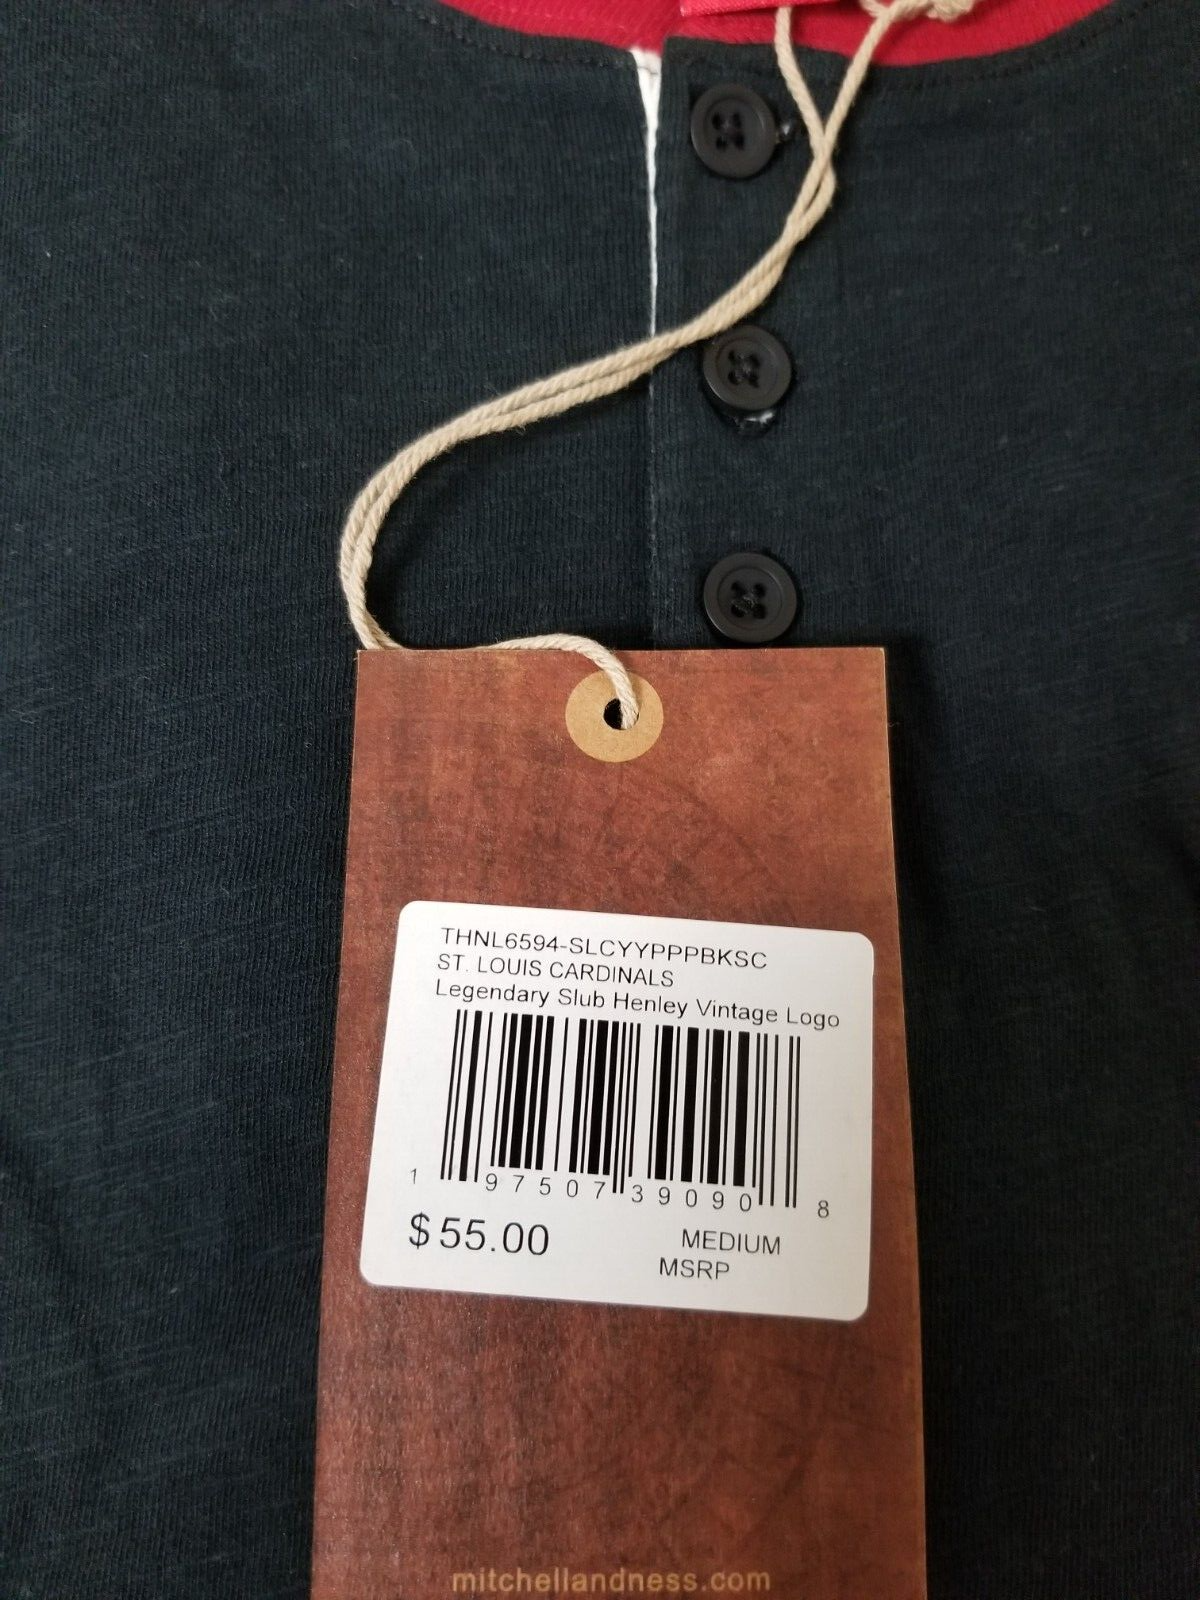 THNL6594-SLCYYPPPBKSC
ST. LOUIS CARDINALS
Legendary Slub Henley Vintage Logo
1 97507 39090 8
$55.00 MEDIUM
MSRP
mitchellandness.com